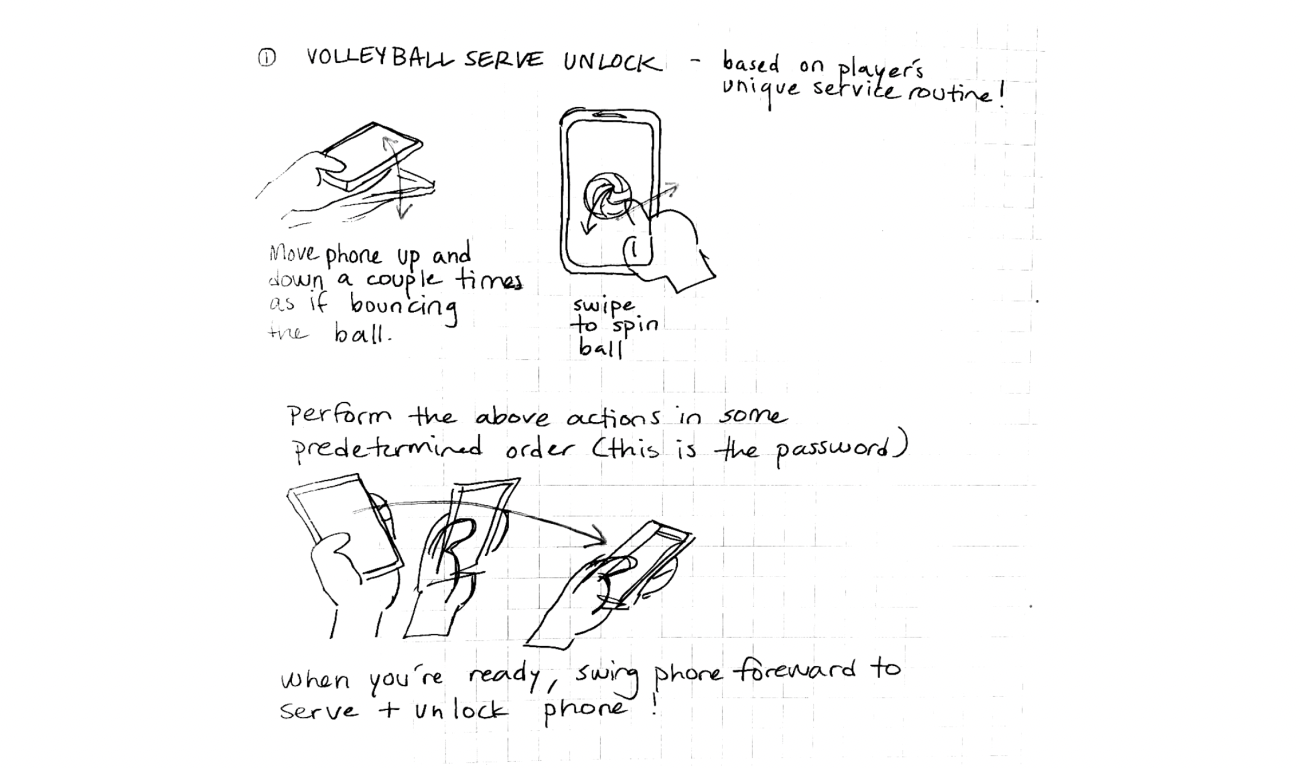 ① VOLLEYBALL SERVE UNLOCK - based on player's
unique service routine!
Move phone up and
down a couple times
as if bouncing
the ball.
swipe
to spin
ball
Perform the above actions in some
predetermined order (this is the password)
when you're ready, swing phone foreward to
serve + unlock phone!